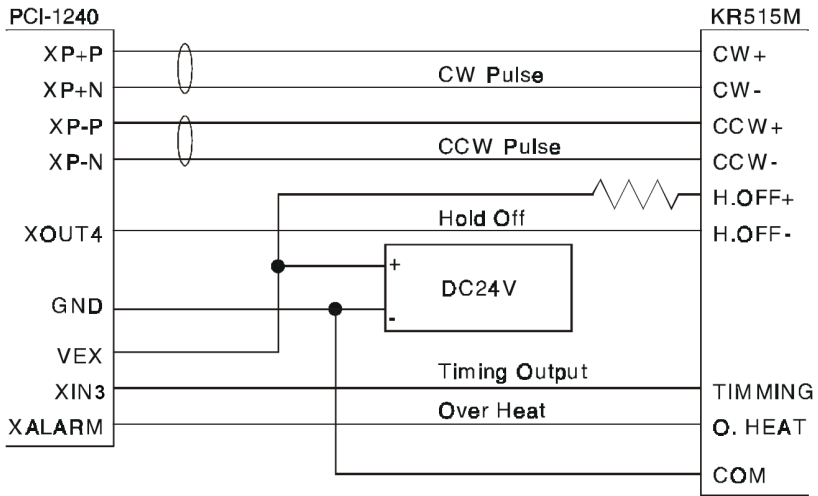 PCI-1240 KR515M
XP+P CW+
CW Pulse
XP+N CW-
XP-P CCW+
CCW Pulse
XP-N CCW-
H.OFF+
Hold Off
XOUT4 H.OFF-
+
DC24V
GND
-
VEX
Timing Output
XIN3 TIMMING
Over Heat
XALARM O. HEAT
COM